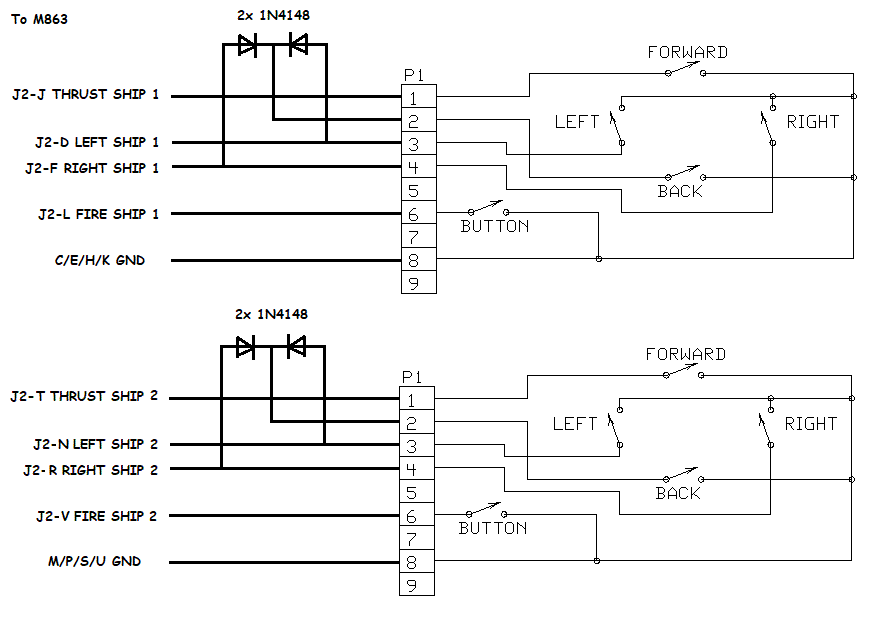 To M863
2x 1N4148
FORWARD
P1
J2-J THRUST SHIP 1
1
LEFT
RIGHT
2
J2-D LEFT SHIP 1
3
J2-F RIGHT SHIP 1
4
5
BACK
J2-L FIRE SHIP 1
6
BUTTON
7
C/E/H/K GND
8
9
2x 1N4148
FORWARD
P1
J2-T THRUST SHIP 2
1
LEFT
RIGHT
2
J2-N LEFT SHIP 2
3
J2-R RIGHT SHIP 2
4
5
BACK
J2-V FIRE SHIP 2
6
BUTTON
7
M/P/S/U GND
8
9